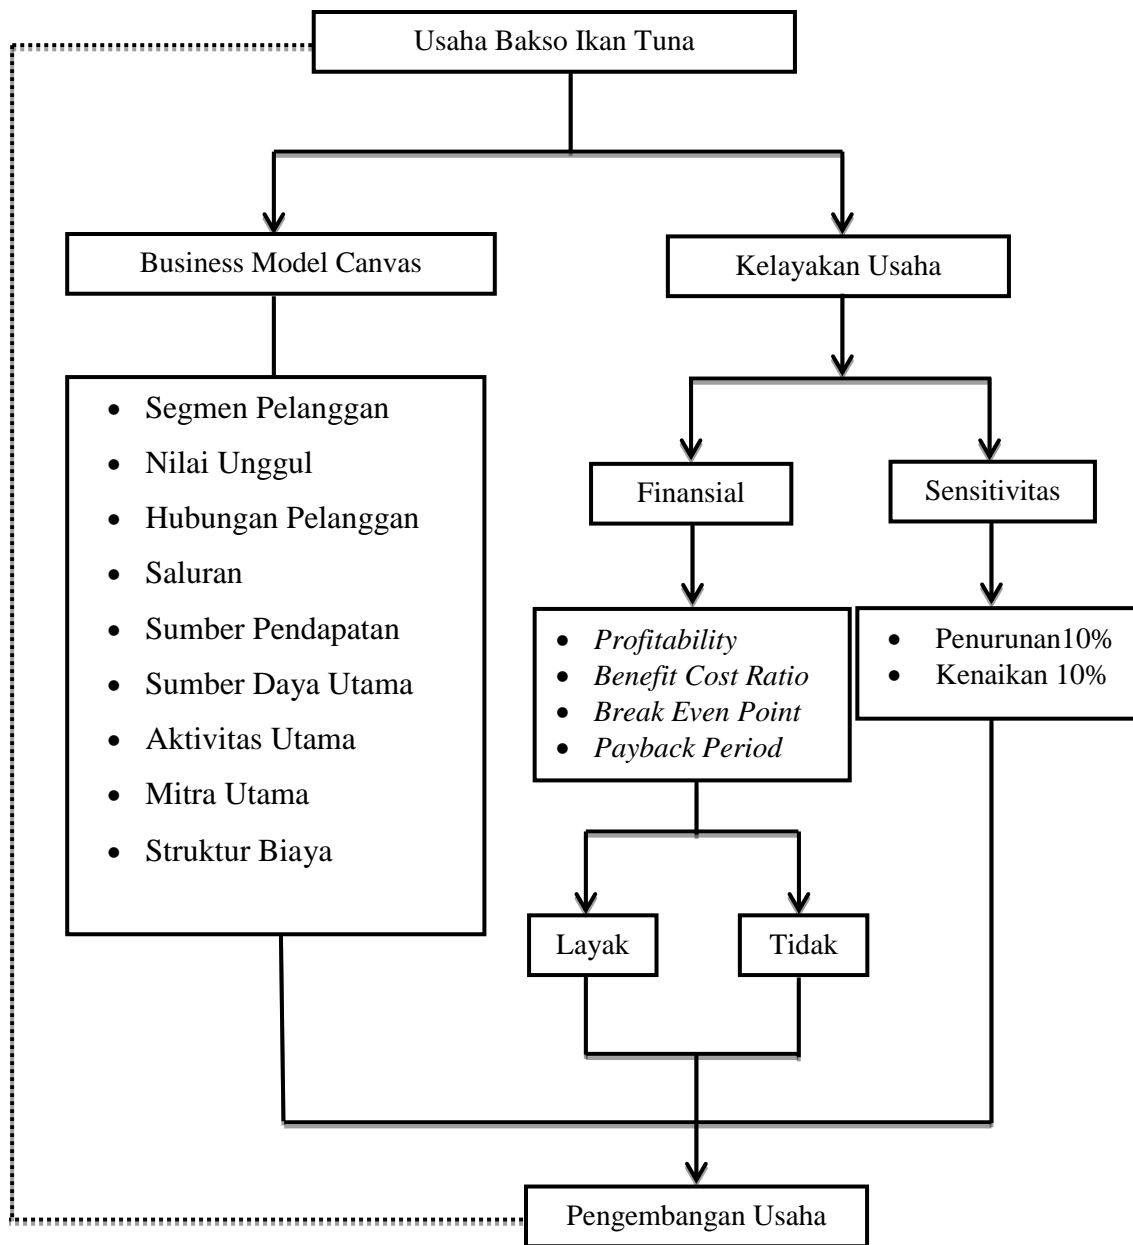 Usaha Bakso Ikan Tuna
Business Model Canvas
Kelayakan Usaha
• Segmen Pelanggan
• Nilai Unggul
• Hubungan Pelanggan
• Saluran
• Sumber Pendapatan
• Sumber Daya Utama
• Aktivitas Utama
• Mitra Utama
• Struktur Biaya
Finansial
Sensitivitas
• Profitability
• Benefit Cost Ratio
• Break Even Point
• Payback Period
• Penurunan10%
• Kenaikan 10%
Layak
Tidak
Pengembangan Usaha